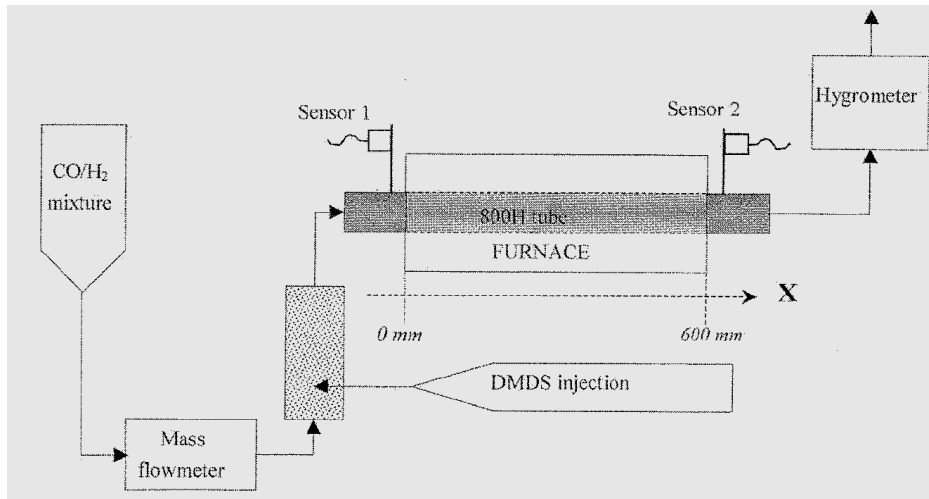 Sensor 1
Sensor 2
Hygrometer
CO/H₂
mixture
800H tube
FURNACE
X
0 mm
600 mm
DMDS injection
Mass
flowmeter